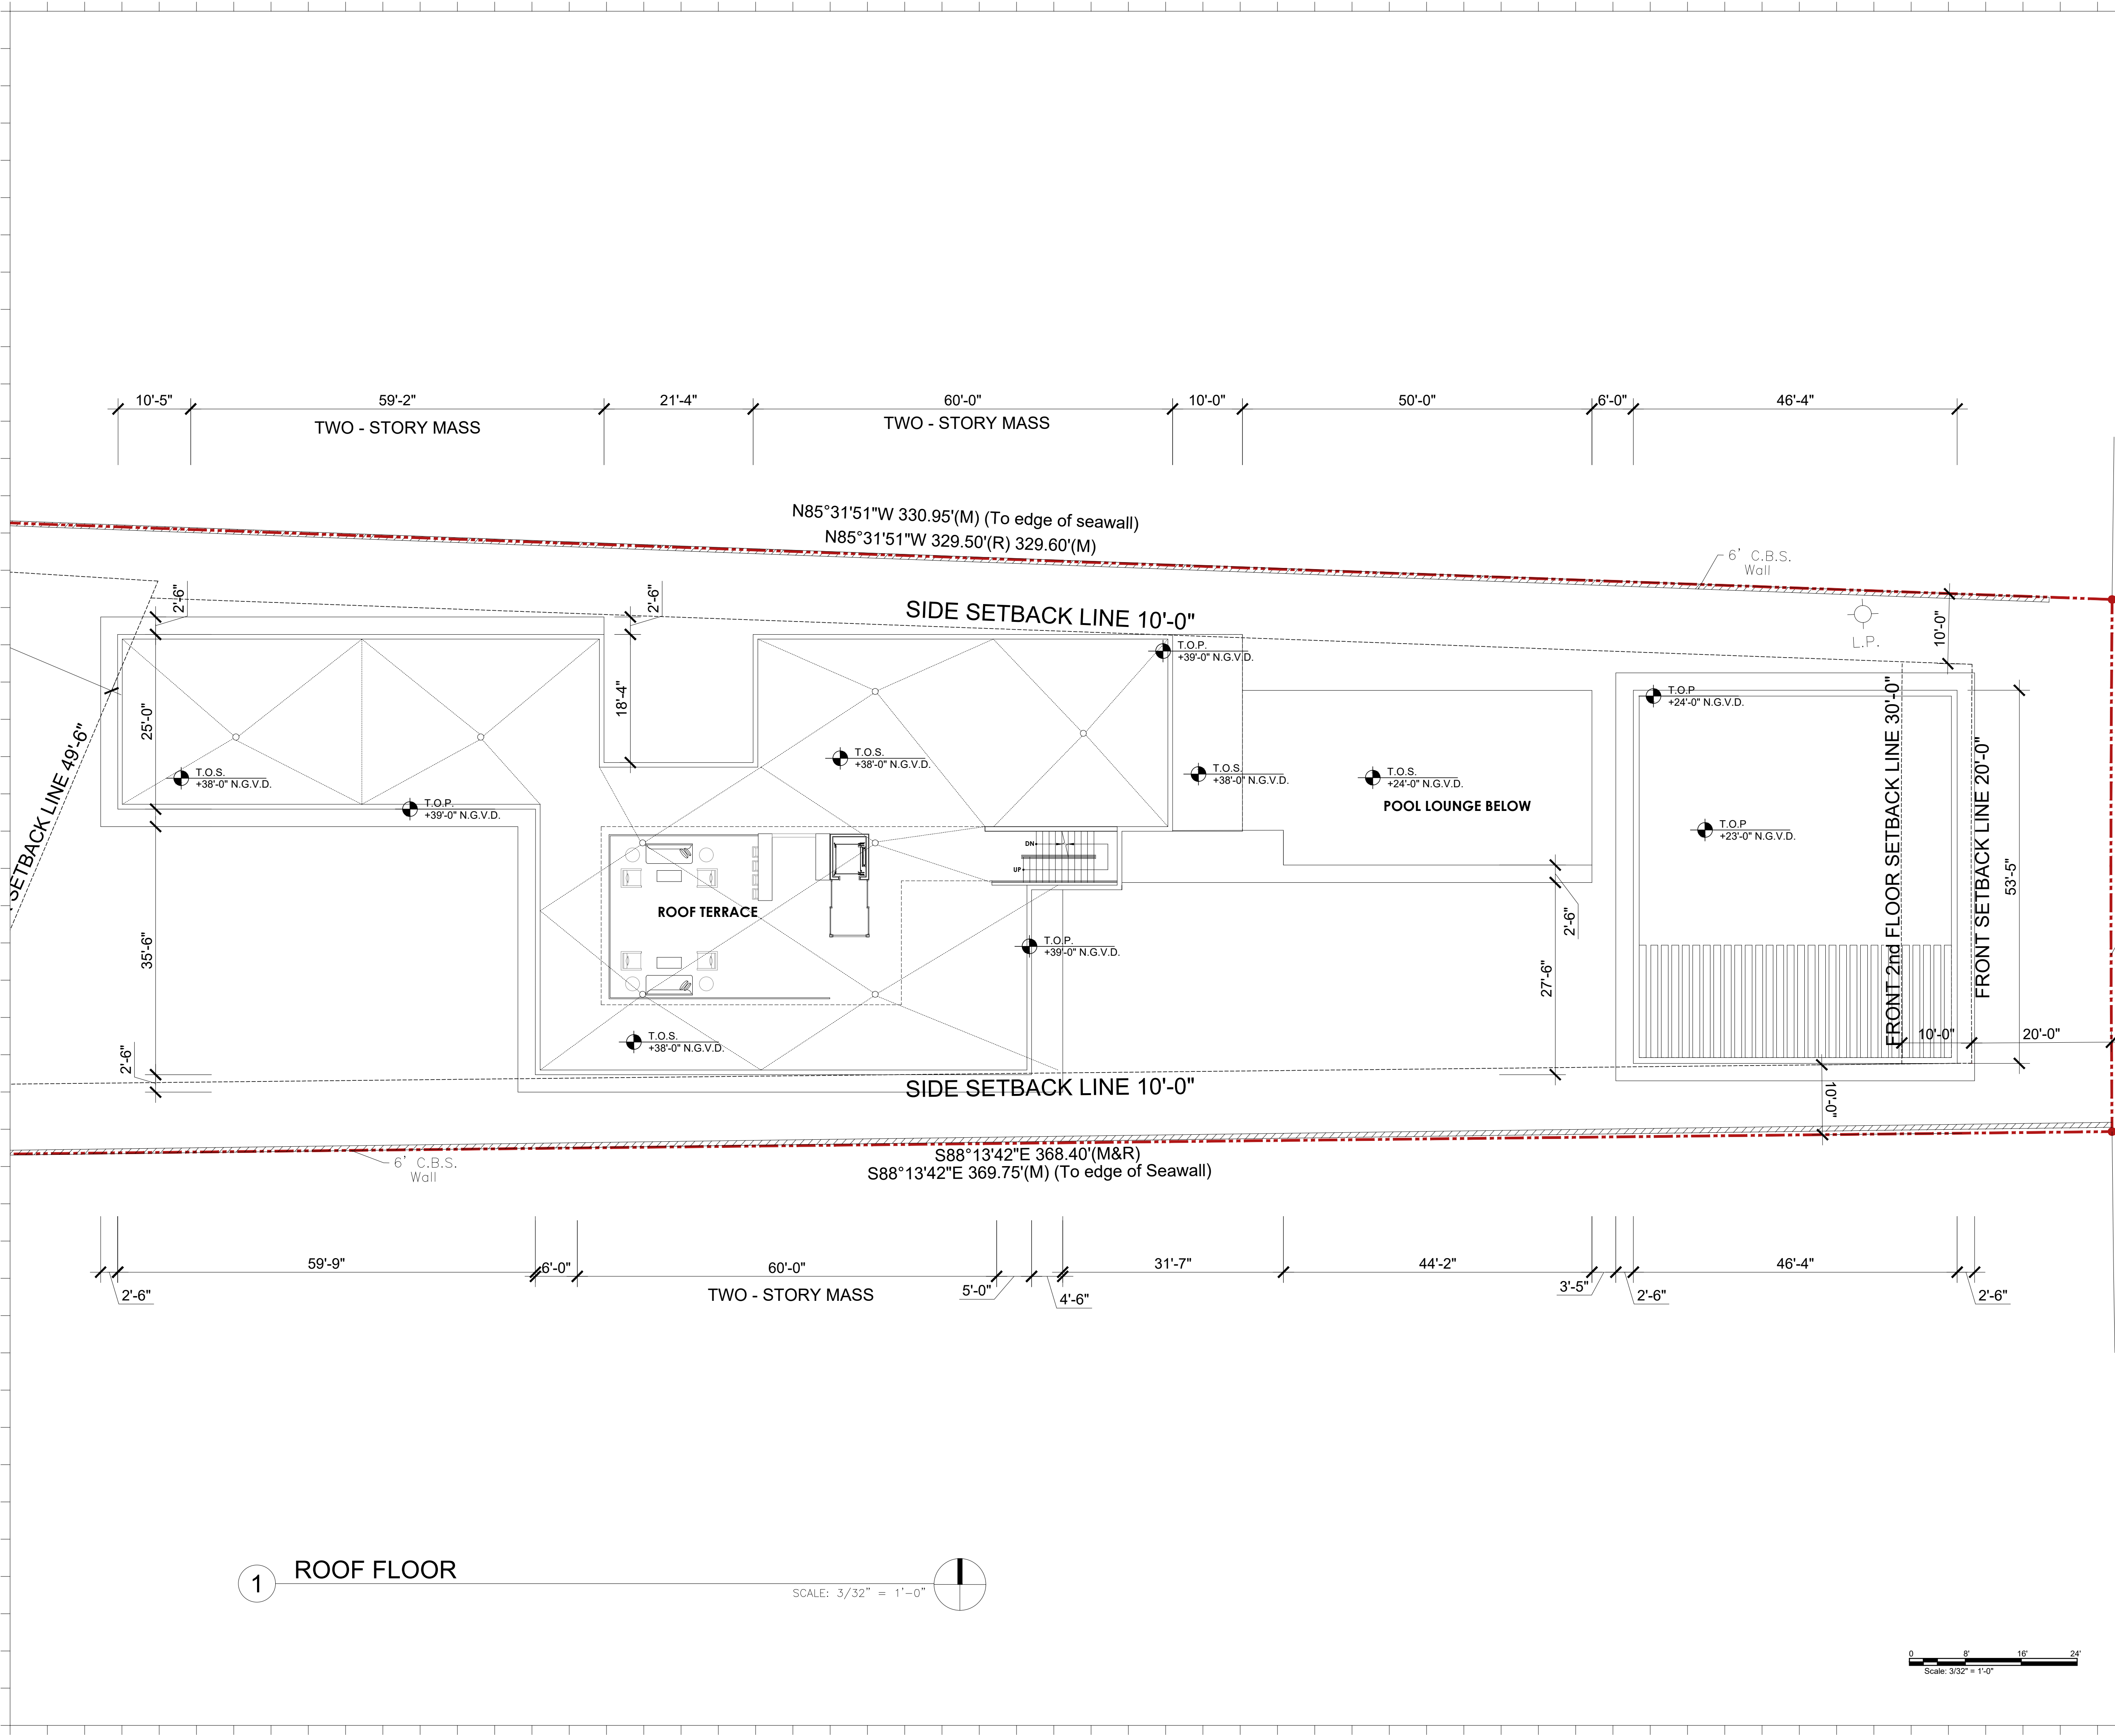 10'-5"
59'-2"
21'-4"
60'-0"
10'-0"
50'-0"
6'-0"
46'-4"
TWO - STORY MASS
TWO - STORY MASS
N85°31'51"W 330.95'(M) (To edge of seawall)
N85°31'51"W 329.50'(R) 329.60'(M)
6' C.B.S.
Wall
2'-6"
2'-6"
SIDE SETBACK LINE 10'-0"
10'-0"
L.P.
T.O.P.
+39'-0" N.G.V.D.
T.O.P
+24'-0" N.G.V.D.
18'-4"
25'-0"
SETBACK LINE 49'-6"
T.O.S.
+38'-0" N.G.V.D.
T.O.S.
+38'-0" N.G.V.D.
T.O.S.
+38'-0" N.G.V.D.
T.O.S.
+24'-0" N.G.V.D.
POOL LOUNGE BELOW
T.O.P.
+39'-0" N.G.V.D.
T.O.P
+23'-0" N.G.V.D.
FRONT 2nd FLOOR SETBACK LINE 30'-0"
FRONT SETBACK LINE 20'-0"
53'-5"
DN
UP
ROOF TERRACE
2'-6"
T.O.P.
+39'-0" N.G.V.D.
35'-6"
27'-6"
T.O.S.
+38'-0" N.G.V.D.
10'-0"
20'-0"
2'-6"
SIDE SETBACK LINE 10'-0"
10'-0"
6' C.B.S.
Wall
S88°13'42"E 368.40'(M&R)
S88°13'42"E 369.75'(M) (To edge of Seawall)
59'-9"
6'-0"
60'-0"
31'-7"
44'-2"
46'-4"
2'-6"
TWO - STORY MASS
5'-0"
4'-6"
3'-5"
2'-6"
2'-6"
1
ROOF FLOOR
SCALE: 3/32" = 1'-0"
0 8' 16' 24'
Scale: 3/32" = 1'-0"